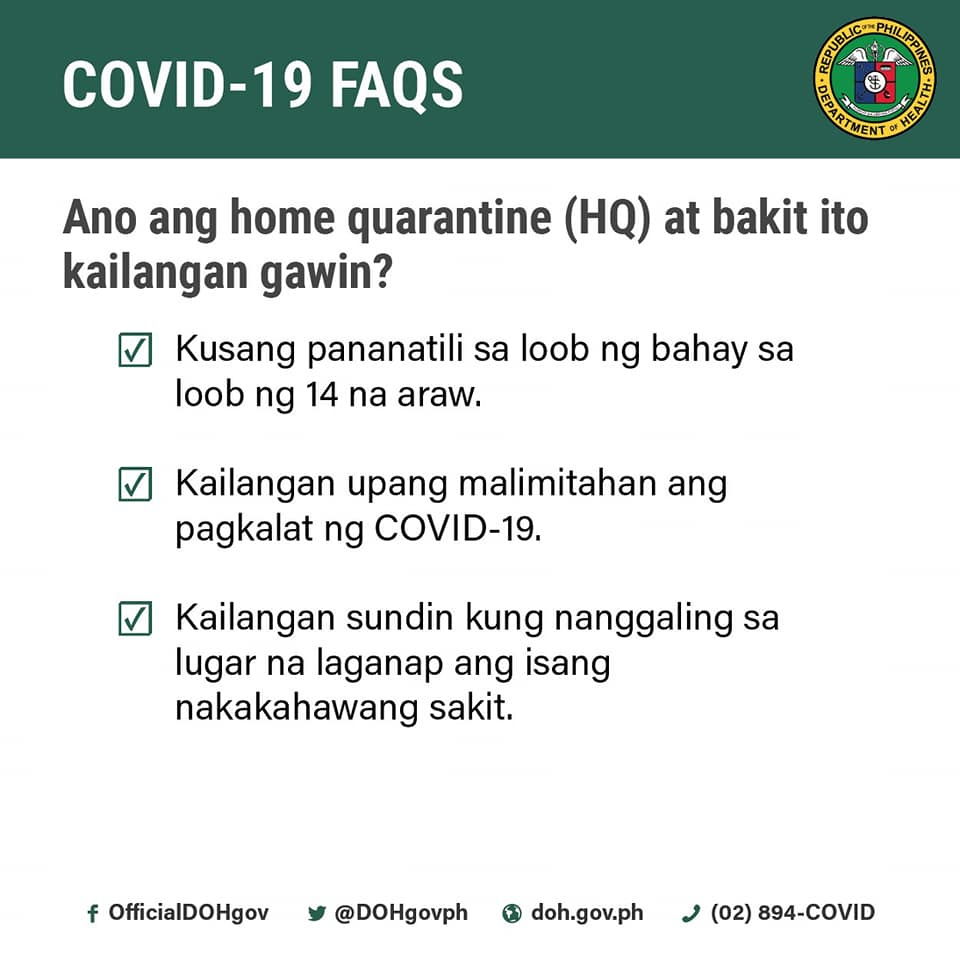 COVID-19 FAQS
REPUBLIC OF THE PHILIPPINES
DEPARTMENT OF HEALTH
Ano ang home quarantine (HQ) at bakit ito
kailangan gawin?
Kusang pananatili sa loob ng bahay sa
loob ng 14 na araw.
Kailangan upang malimitahan ang
pagkalat ng COVID-19.
Kailangan sundin kung nanggaling sa
lugar na laganap ang isang
nakakahawang sakit.
OfficialDOHgov @DOHgovph doh.gov.ph (02) 894-COVID